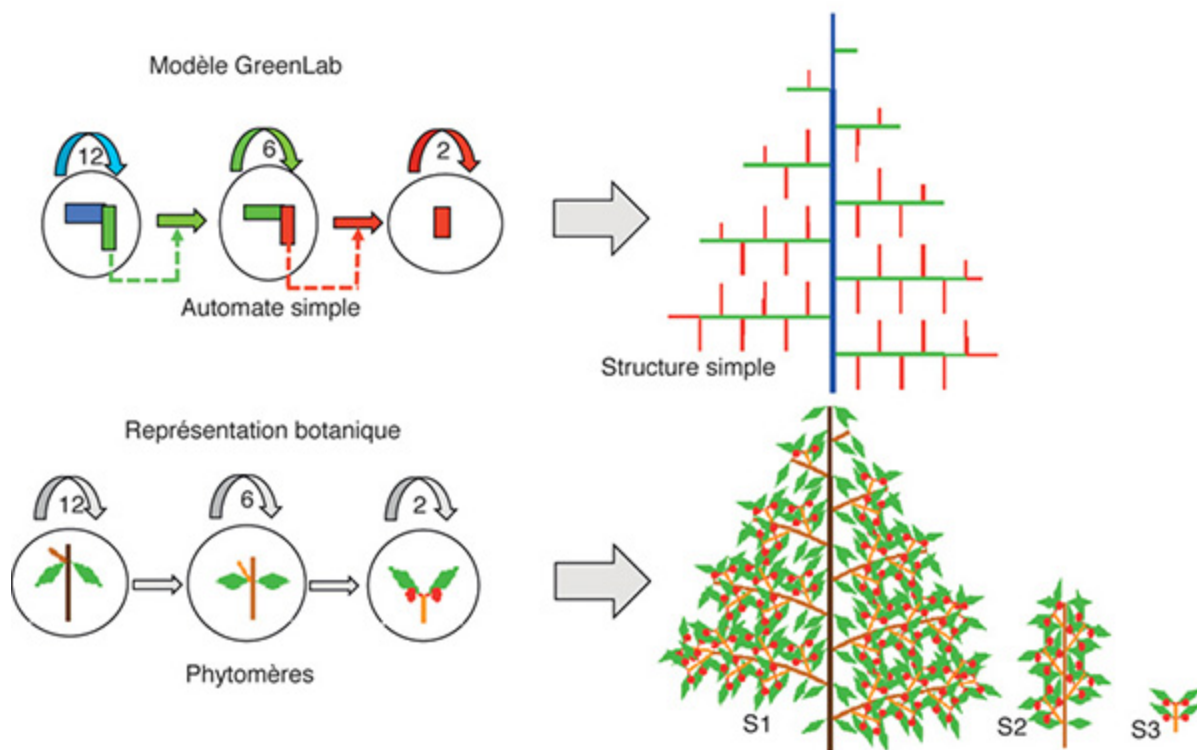 Modèle GreenLab
12
6
2
Automate simple
Structure simple
Représentation botanique
12
6
2
Phytomères
S1
S2
S3